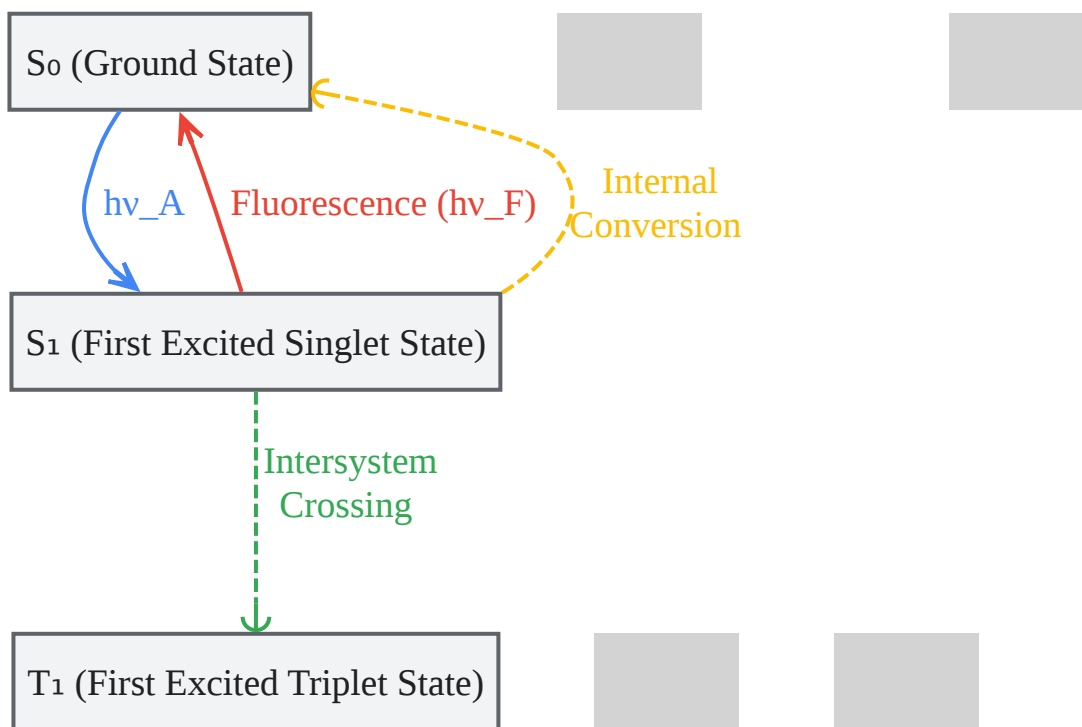 S₀ (Ground State)
hν_A
Fluorescence (hν_F)
Internal
Conversion
S₁ (First Excited Singlet State)
Intersystem
Crossing
T₁ (First Excited Triplet State)